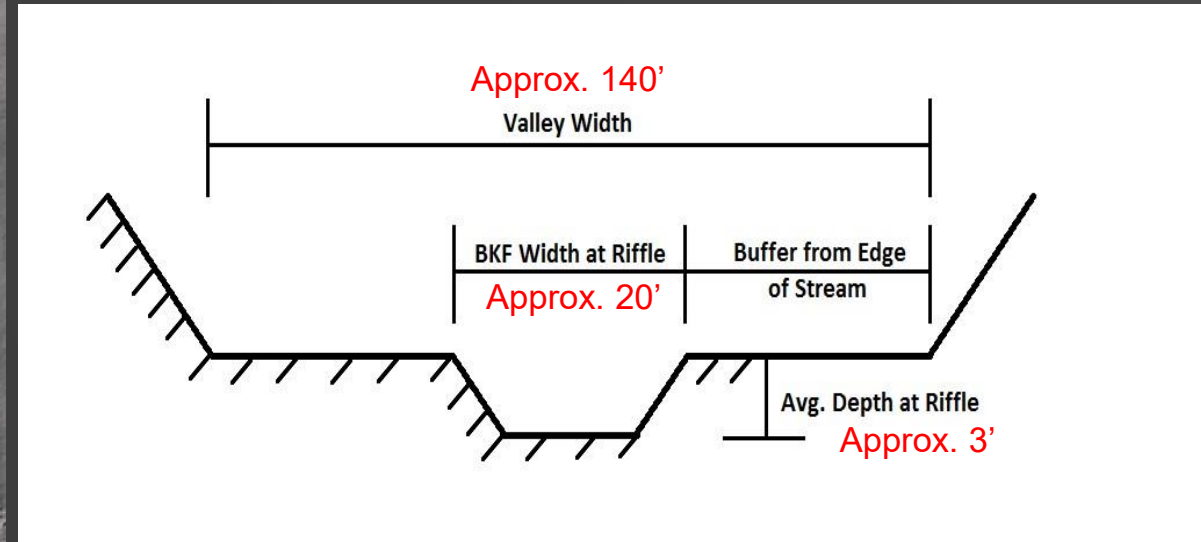 Approx. 140’
Valley Width
BKF Width at Riffle
Approx. 20’
Buffer from Edge
of Stream
Avg. Depth at Riffle
Approx. 3’